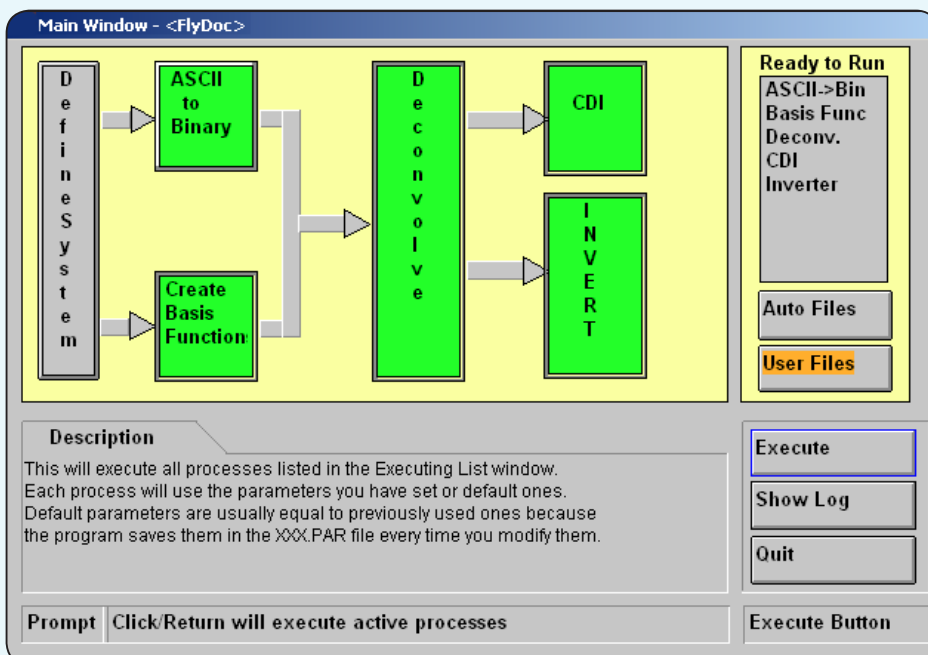 Main Window - <FlyDoc>
DefineSystem
ASCII
to
Binary
Create
Basis
Function
Deconvolve
CDI
INVERT
Ready to Run
ASCII->Bin
Basis Func
Deconv.
CDI
Inverter
Auto Files
User Files
Description
This will execute all processes listed in the Executing List window.
Each process will use the parameters you have set or default ones.
Default parameters are usually equal to previously used ones because
the program saves them in the XXX.PAR file every time you modify them.
Execute
Show Log
Quit
Prompt Click/Return will execute active processes
Execute Button